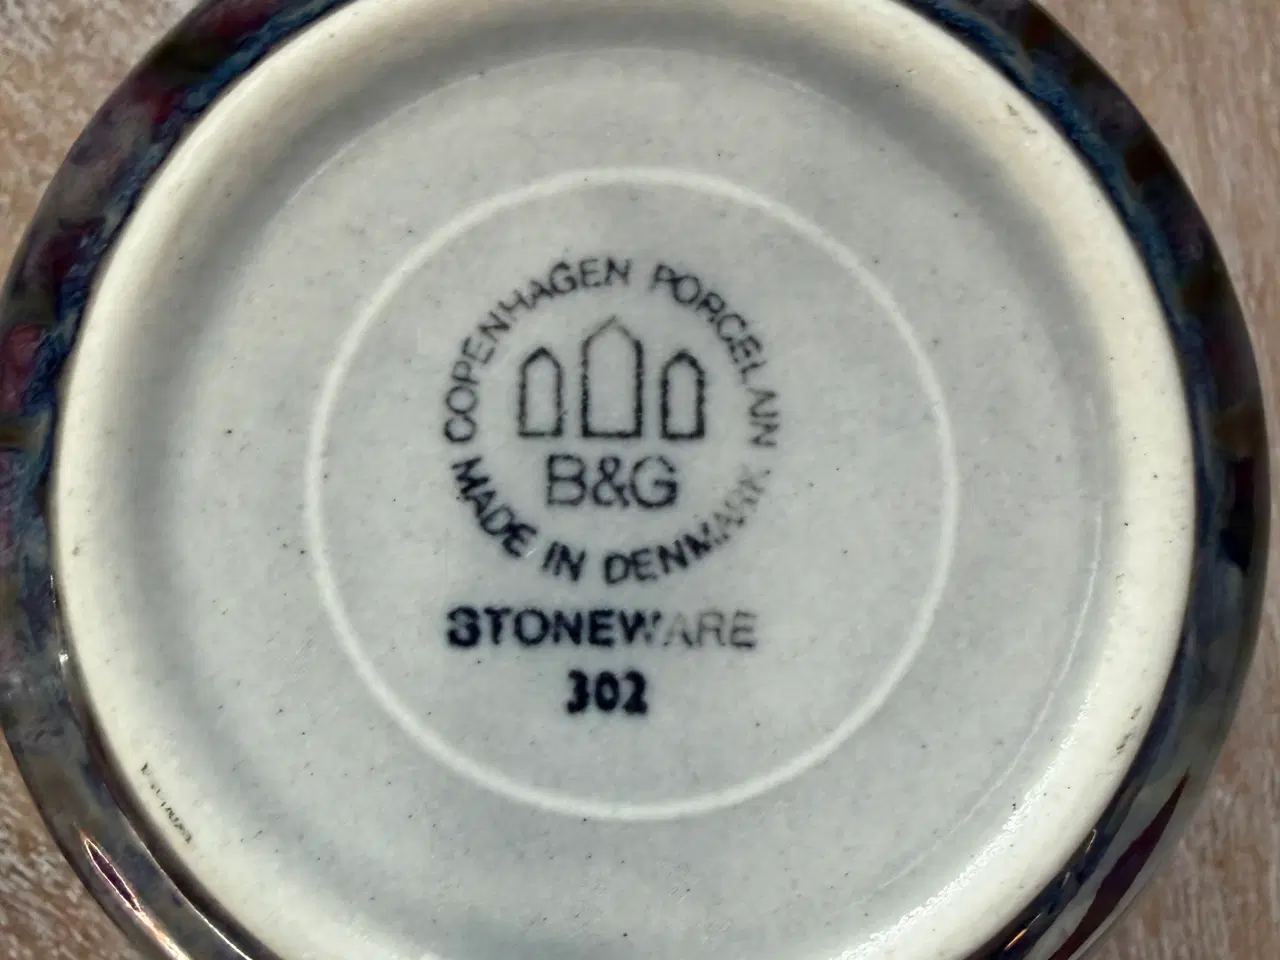 COPENHAGEN PORCELAIN
B&G
MADE IN DENMARK
STONEWARE
302